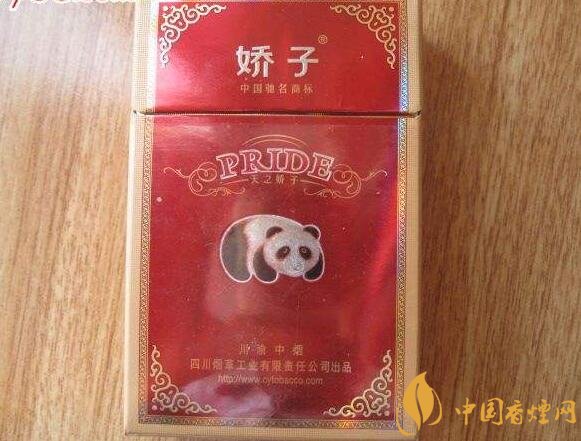 娇子®
中国驰名商标
PRIDE
天之娇子
川渝中烟
四川烟草工业有限责任公司出品
http://www.cytobacco.com
中国香烟网